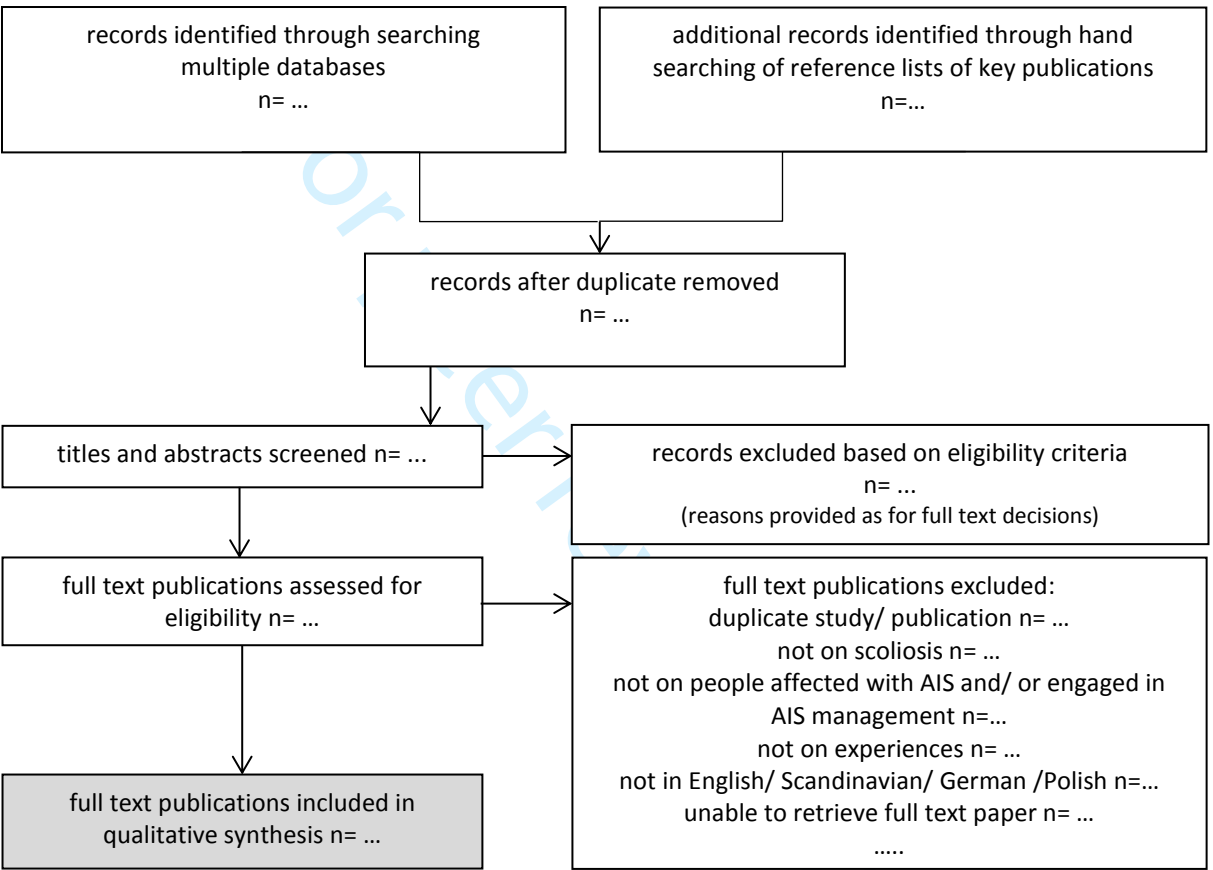 records identified through searching
multiple databases
n= ...
additional records identified through hand
searching of reference lists of key publications
n=...
records after duplicate removed
n= ...
titles and abstracts screened n= ...
records excluded based on eligibility criteria
n= ...
(reasons provided as for full text decisions)
full text publications assessed for
eligibility n= ...
full text publications excluded:
duplicate study/ publication n= ...
not on scoliosis n= ...
not on people affected with AIS and/ or engaged in
AIS management n=...
not on experiences n= ...
not in English/ Scandinavian/ German /Polish n=...
unable to retrieve full text paper n= ...
.....
full text publications included in
qualitative synthesis n= ...